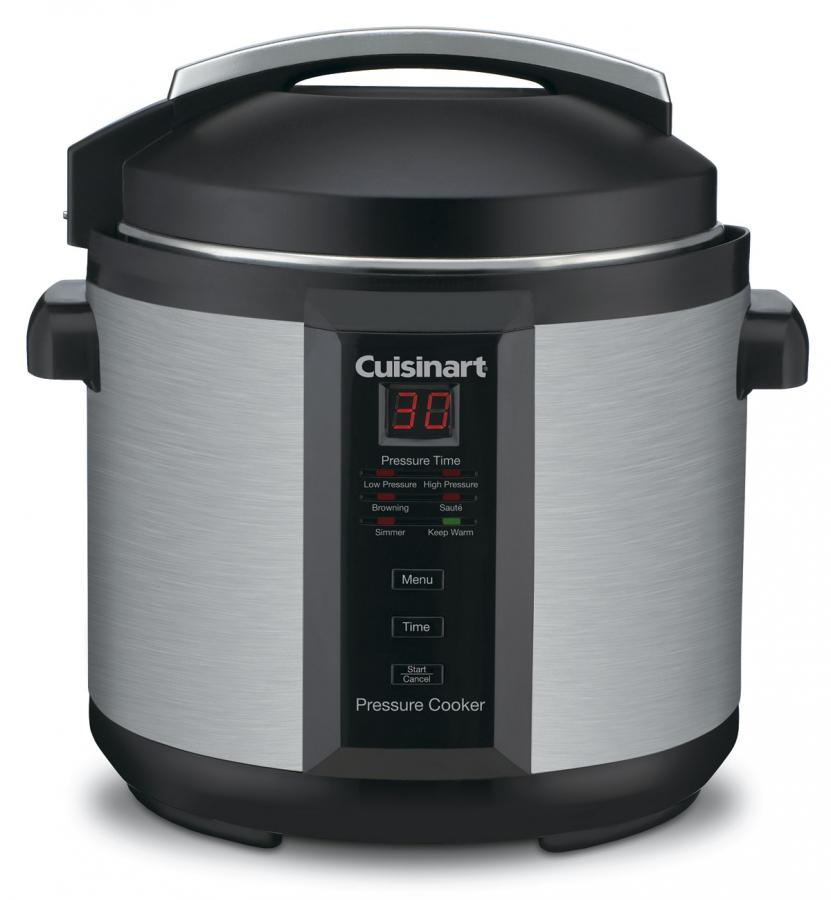 Cuisinart
30
Pressure Time
Low Pressure High Pressure
Browning Sauté
Simmer Keep Warm
Menu
Time
Start
Cancel
Pressure Cooker